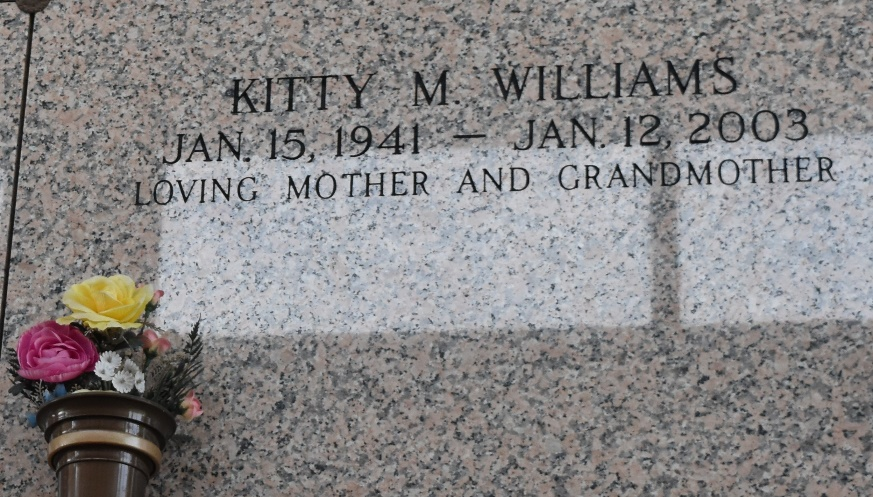 KITTY M. WILLIAMS
JAN. 15, 1941 — JAN. 12, 2003
LOVING MOTHER AND GRANDMOTHER